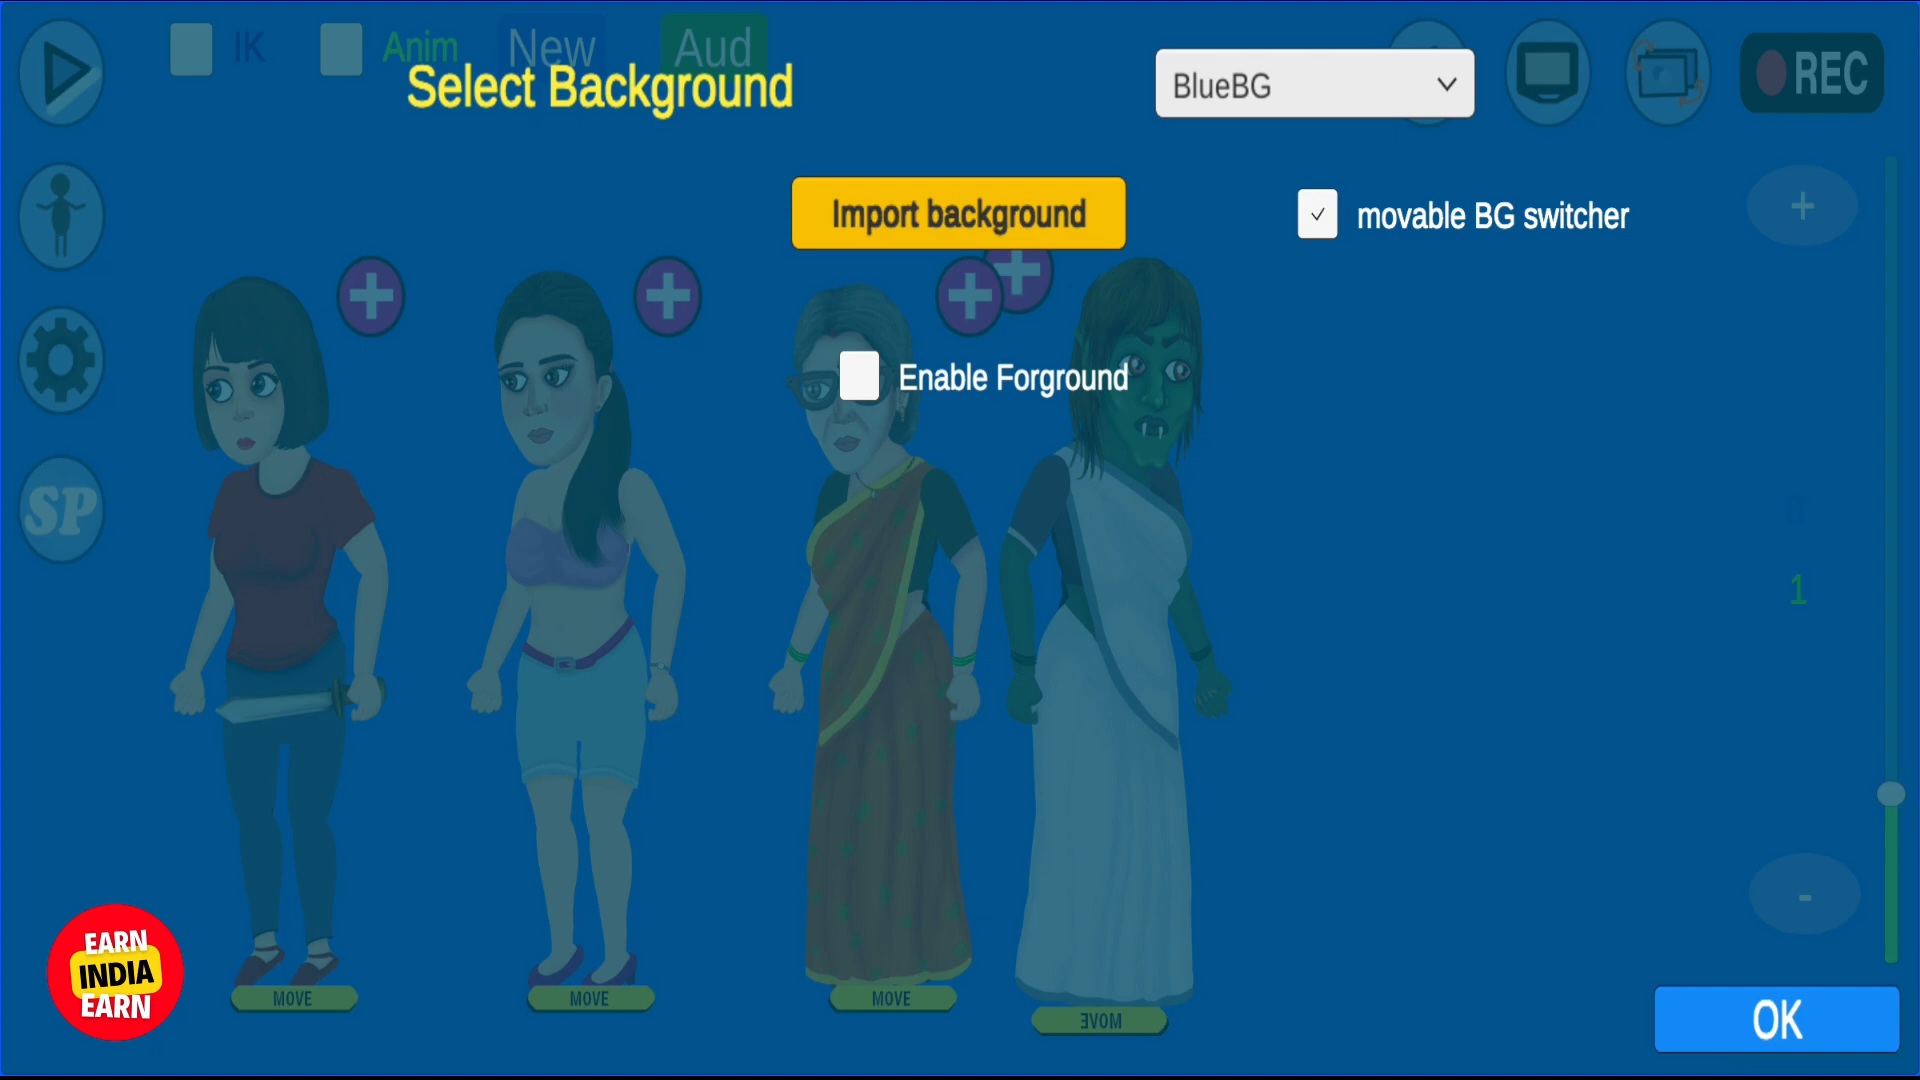 IK
Anim
New
Aud
Select Background
BlueBG
REC
Import background
movable BG switcher
+
Enable Forground
SP
1
-
EARN
INDIA
EARN
MOVE
MOVE
MOVE
MOVE
OK